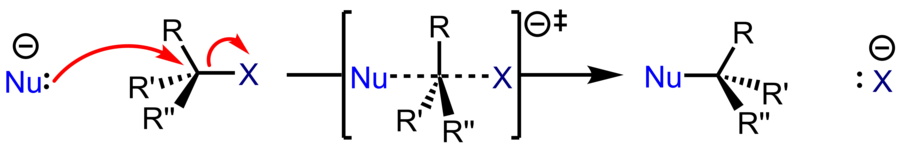 Nu: R R' R" X
Nu R R' R" X ‡
Nu R R' R" :X